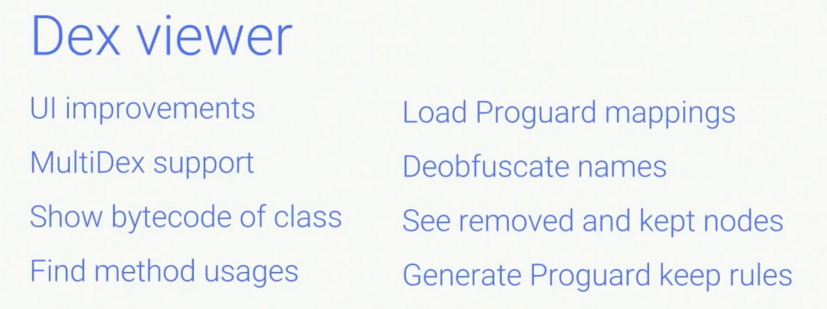 Dex viewer
UI improvements
MultiDex support
Show bytecode of class
Find method usages
Load Proguard mappings
Deobfuscate names
See removed and kept nodes
Generate Proguard keep rules